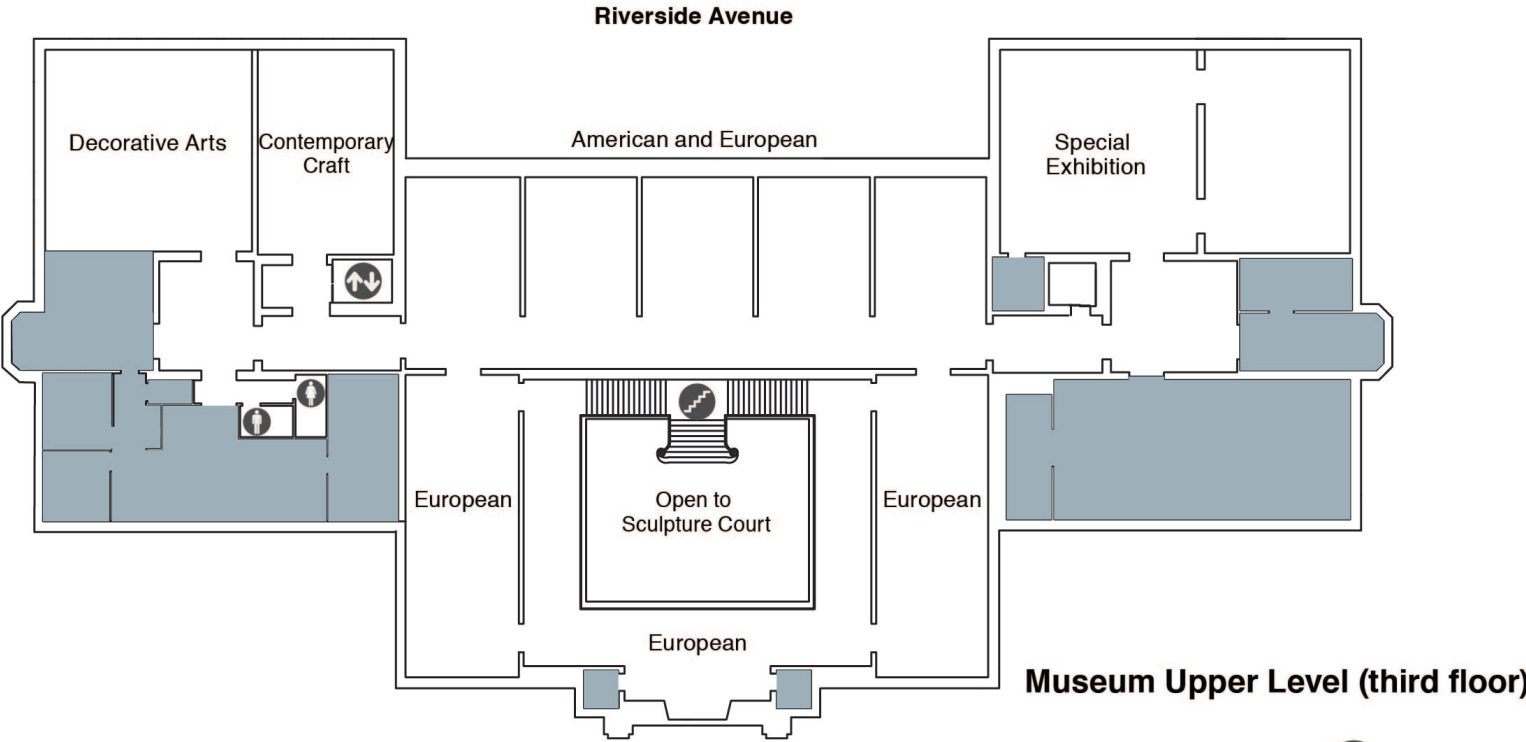 Riverside Avenue
Decorative Arts
Contemporary
Craft
American and European
Special
Exhibition
European
Open to
Sculpture Court
European
European
Museum Upper Level (third floor)